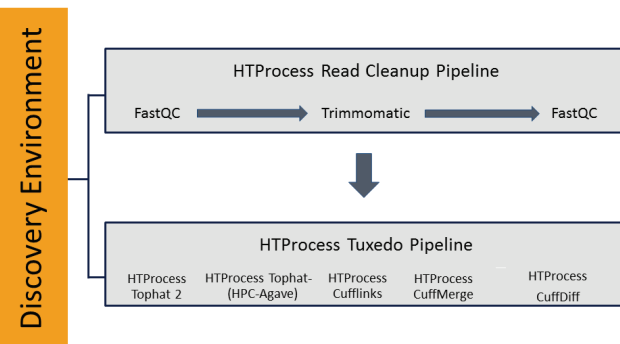 Discovery Environment
HTProcess Read Cleanup Pipeline
FastQC Trimmomatic FastQC
HTProcess Tuxedo Pipeline
HTProcess HTProcess Tophat- HTProcess HTProcess HTProcess
Tophat 2 (HPC-Agave) Cufflinks CuffMerge CuffDiff